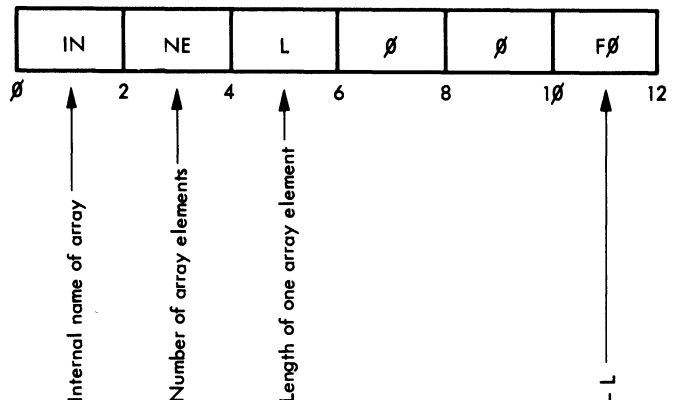 IN NE L Ø Ø FØ
Ø 2 4 6 8 1Ø 12
Internal name of array
Number of array elements
Length of one array element
- L